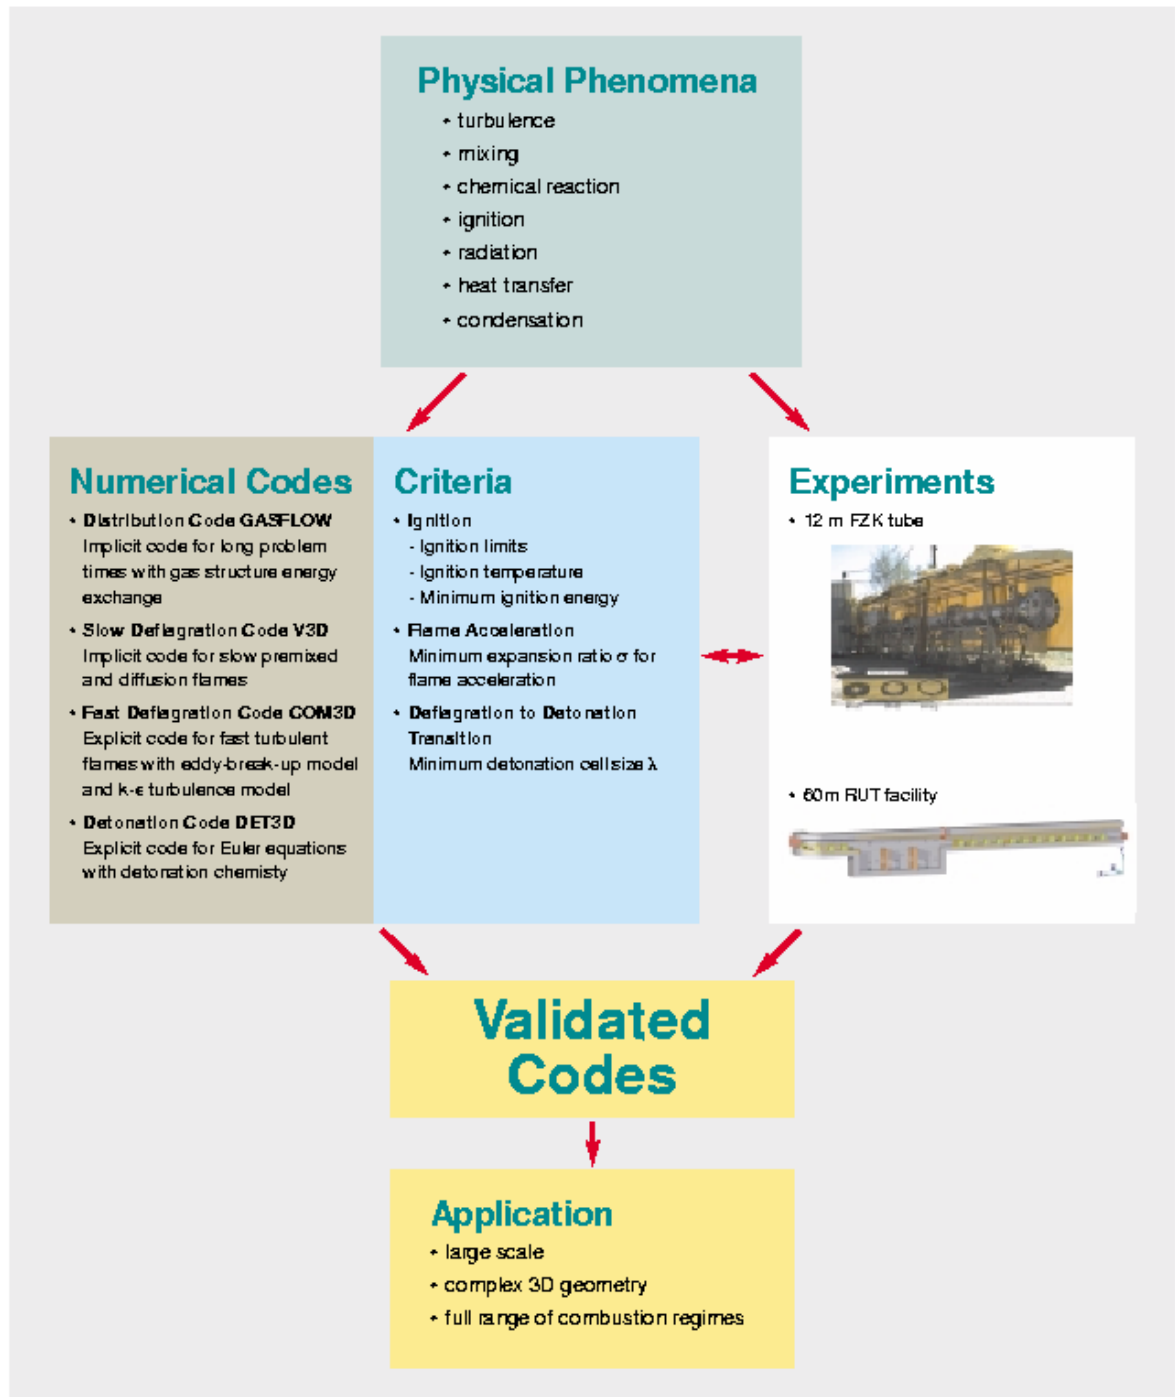 Physical Phenomena
• turbulence
• mixing
• chemical reaction
• ignition
• radiation
• heat transfer
• condensation
Numerical Codes
• Distribution Code GASFLOW
Implicit code for long problem
times with gas structure energy
exchange
• Slow Deflagration Code V3D
Implicit code for slow premixed
and diffusion flames
• Fast Deflagration Code COM3D
Explicit code for fast turbulent
flames with eddy-break-up model
and k-ε turbulence model
• Detonation Code DET3D
Explicit code for Euler equations
with detonation chemisty
Criteria
• Ignition
- Ignition limits
- Ignition temperature
- Minimum ignition energy
• Flame Acceleration
Minimum expansion ratio σ for
flame acceleration
• Deflagration to Detonation
Transition
Minimum detonation cell size λ
Experiments
• 12 m FZK tube
• 60m RUT facility
Validated
Codes
Application
• large scale
• complex 3D geometry
• full range of combustion regimes